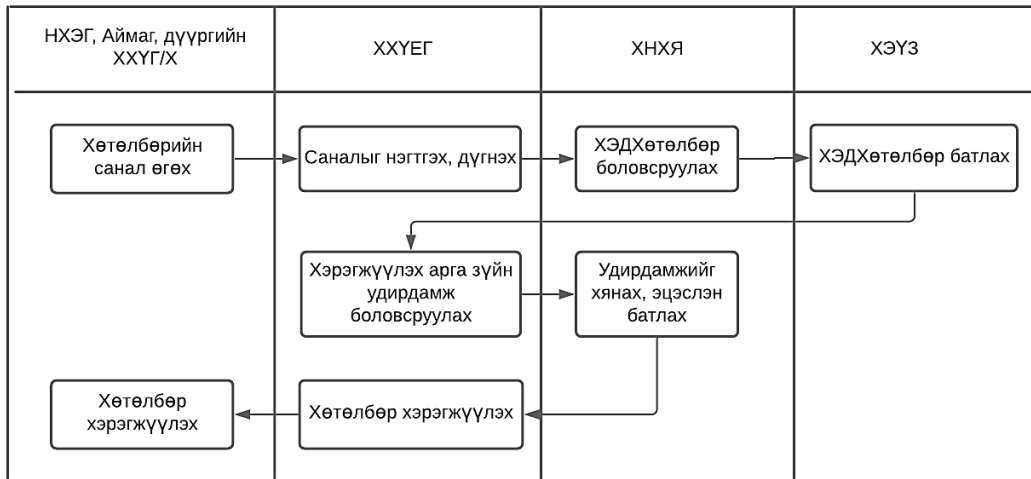 НХЭГ, Аймаг, дүүргийн
ХХҮГ/Х
ХХҮЕГ
ХНХЯ
ХЭҮЗ
Хөтөлбөрийн
санал өгөх
Саналыг нэгтгэх, дүгнэх
ХЭДХөтөлбөр
боловсруулах
ХЭДХөтөлбөр батлах
Хэрэгжүүлэх арга зүйн
удирдамж
боловсруулах
Удирдамжийг
хянах, эцэслэн
батлах
Хөтөлбөр
хэрэгжүүлэх
Хөтөлбөр хэрэгжүүлэх